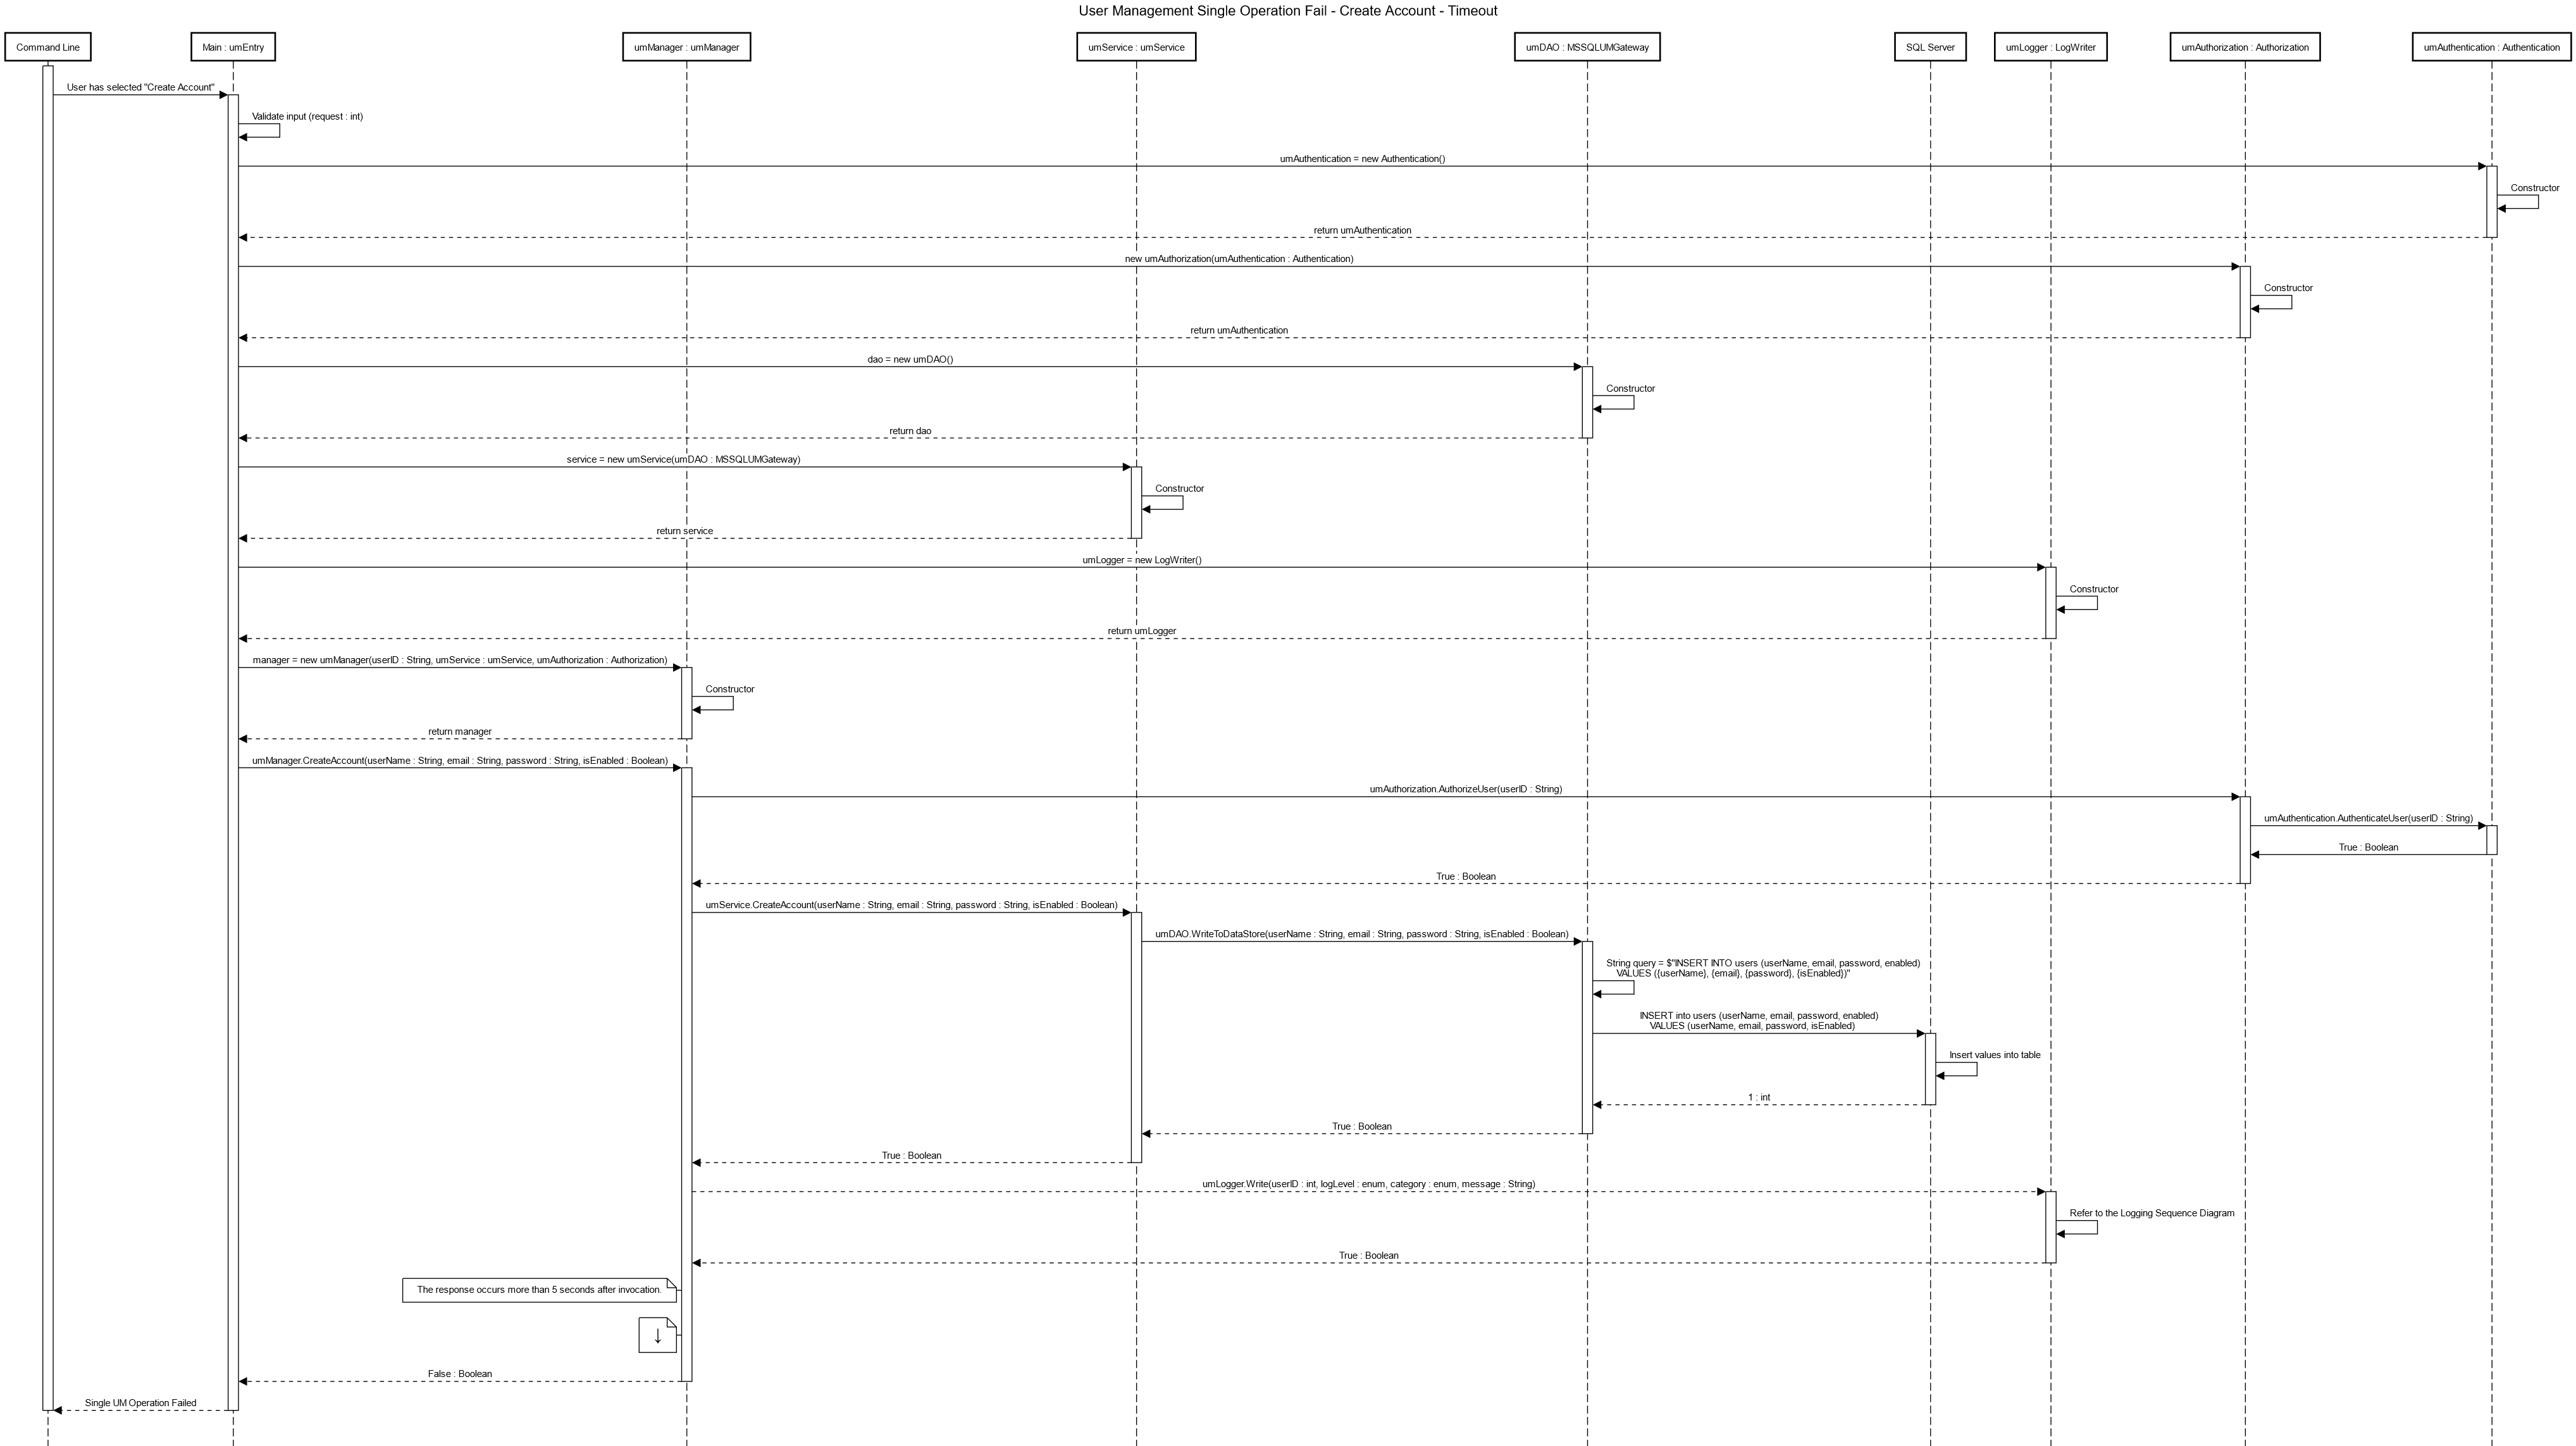 User Management Single Operation Fail - Create Account - Timeout
Command Line
Main : umEntry
umManager : umManager
umService : umService
umDAO : MSSQLUMGateway
SQL Server
umLogger : LogWriter
umAuthorization : Authorization
umAuthentication : Authentication
User has selected "Create Account"
Validate input (request : int)
umAuthentication = new Authentication()
Constructor
return umAuthentication
new umAuthorization(umAuthentication : Authentication)
Constructor
return umAuthentication
dao = new umDAO()
Constructor
return dao
service = new umService(umDAO : MSSQLUMGateway)
Constructor
return service
umLogger = new LogWriter()
Constructor
return umLogger
manager = new umManager(userID : String, umService : umService, umAuthorization : Authorization)
Constructor
return manager
umManager.CreateAccount(userName : String, email : String, password : String, isEnabled : Boolean)
umAuthorization.AuthorizeUser(userID : String)
umAuthentication.AuthenticateUser(userID : String)
True : Boolean
True : Boolean
umService.CreateAccount(userName : String, email : String, password : String, isEnabled : Boolean)
umDAO.WriteToDataStore(userName : String, email : String, password : String, isEnabled : Boolean)
String query = $"INSERT INTO users (userName, email, password, enabled)
VALUES ({userName}, {email}, {password}, {isEnabled})"
INSERT into users (userName, email, password, enabled)
VALUES (userName, email, password, isEnabled)
Insert values into table
1 : int
True : Boolean
True : Boolean
umLogger.Write(userID : int, logLevel : enum, category : enum, message : String)
Refer to the Logging Sequence Diagram
True : Boolean
The response occurs more than 5 seconds after invocation.
↓
False : Boolean
Single UM Operation Failed